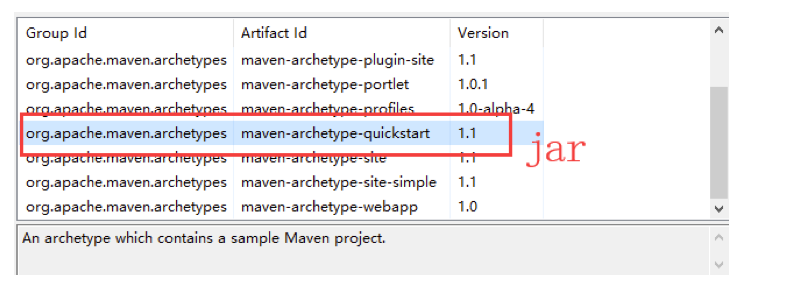 Group Id Artifact Id Version
org.apache.maven.archetypes maven-archetype-plugin-site 1.1
org.apache.maven.archetypes maven-archetype-portlet 1.0.1
org.apache.maven.archetypes maven-archetype-profiles 1.0-alpha-4
org.apache.maven.archetypes maven-archetype-quickstart 1.1
jar
org.apache.maven.archetypes maven-archetype-site 1.1
org.apache.maven.archetypes maven-archetype-site-simple 1.1
org.apache.maven.archetypes maven-archetype-webapp 1.0
An archetype which contains a sample Maven project.